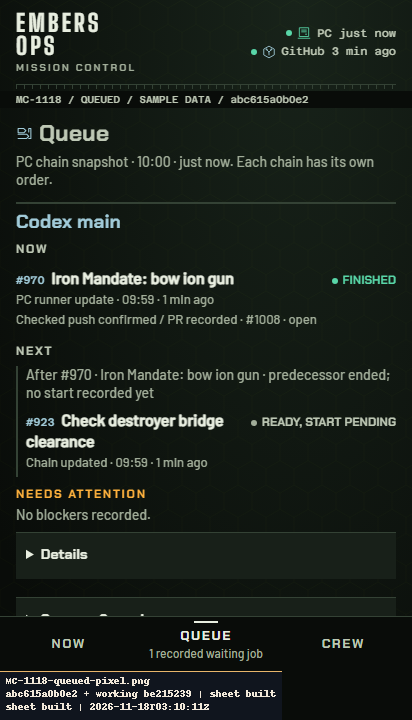 EMBERS
OPS
MISSION CONTROL
PC just now
GitHub 3 min ago
MC-1118 / QUEUED / SAMPLE DATA / abc615a0b0e2
Queue
PC chain snapshot · 10:00 · just now. Each chain has its own
order.
Codex main
NOW
#970 Iron Mandate: bow ion gun
FINISHED
PC runner update · 09:59 · 1 min ago
Checked push confirmed / PR recorded · #1008 · open
NEXT
After #970 · Iron Mandate: bow ion gun · predecessor ended;
no start recorded yet
#923 Check destroyer bridge
clearance
READY, START PENDING
Chain updated · 09:59 · 1 min ago
NEEDS ATTENTION
No blockers recorded.
Details
NOW
QUEUE
1 recorded waiting job
CREW
MC-1118-queued-pixel.png
abc615a0b0e2 + working be215239 | sheet built
sheet built | 2026-11-18T03:10:11Z